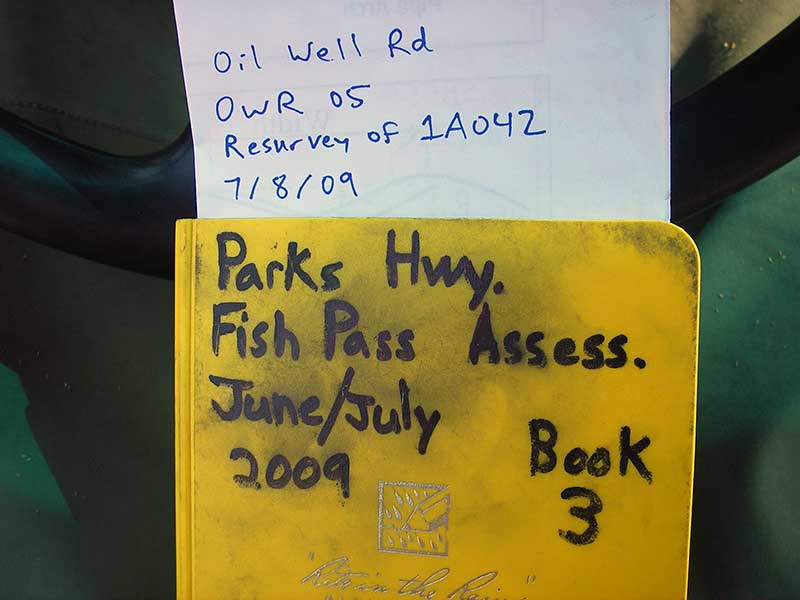 Oil Well Rd
OWR 05
Resurvey of 1A042
7/8/09
Parks Hwy.
Fish Pass Assess.
June/July
2009
Book
3
"Rite in the Rain"